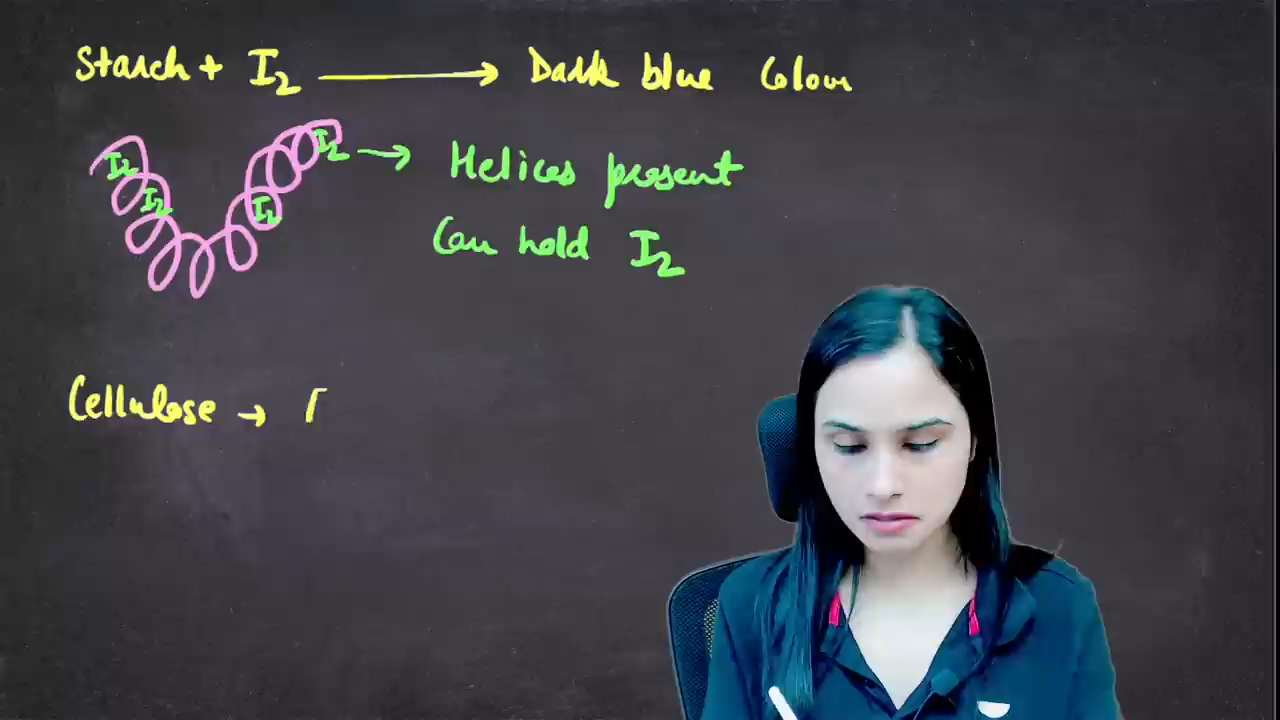 Starch + I₂ → Dark blue Colour
I₂ I₂ I₂ I₂ → Helices present
Can hold I₂
Cellulose →